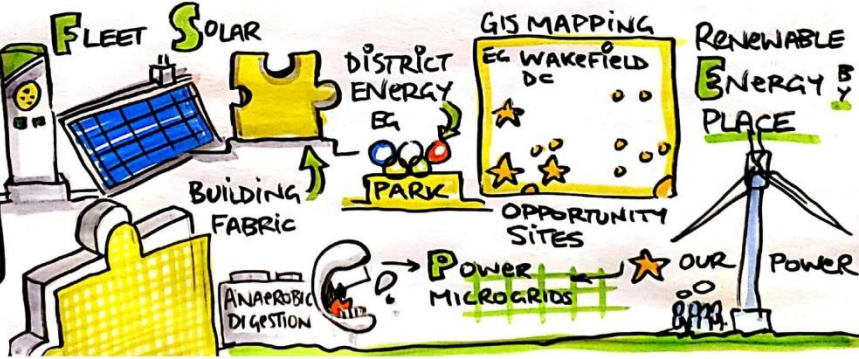 FLEET SOLAR
BUILDING
FABRIC
DISTRICT
ENERGY
EG
PARK
GIS MAPPING
EG WAKEFIELD
DC
OPPORTUNITY
SITES
RENEWABLE
ENERGY BY
PLACE
ANAEROBIC
DIGESTION
POWER
MICROGRIDS
OUR POWER